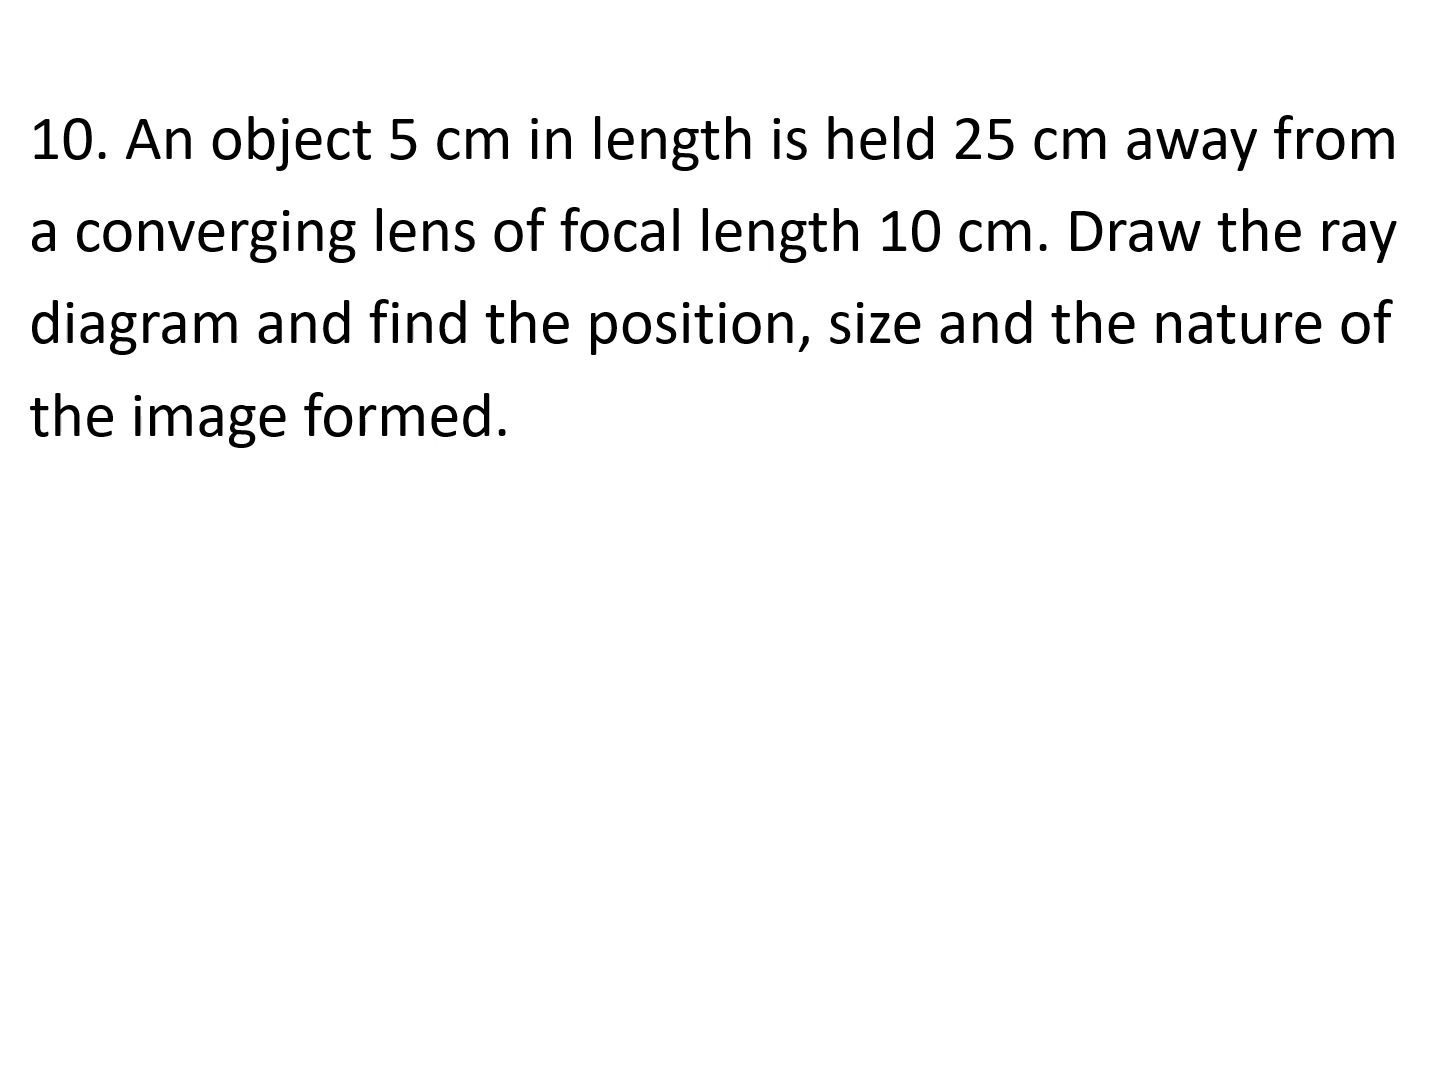 10. An object 5 cm in length is held 25 cm away from
a converging lens of focal length 10 cm. Draw the ray
diagram and find the position, size and the nature of
the image formed.